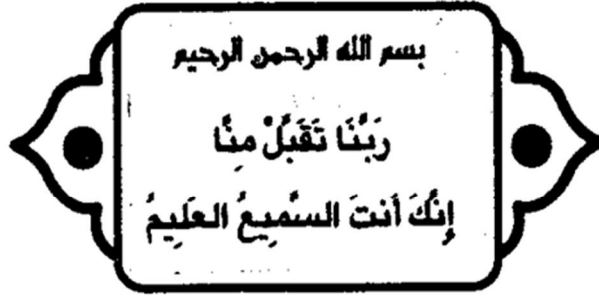 بسم الله الرحمن الرحيم
رَبَّنَا تَقَبَّلْ مِنَّا
إِنَّكَ أَنتَ السَّمِيعُ العَلِيمُ